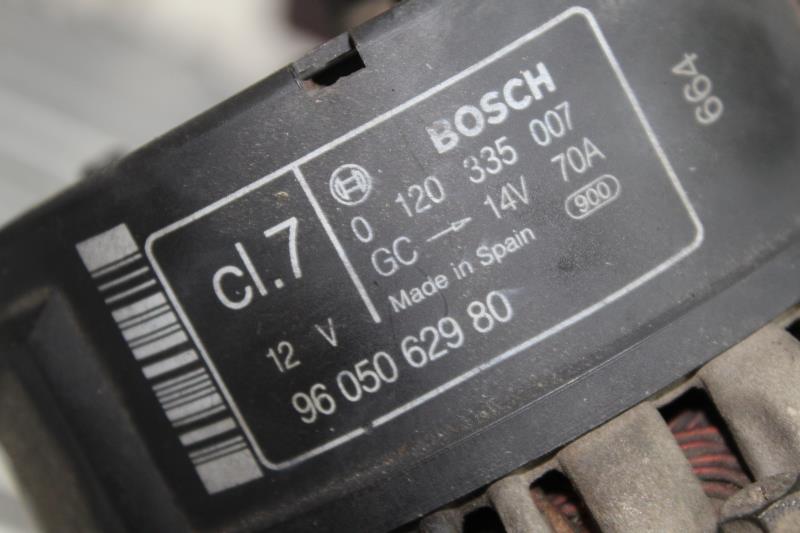 BOSCH
0 120 335 007
GC → 14V 70A
Made in Spain
900
cl.7
12 V
96 050 629 80
664